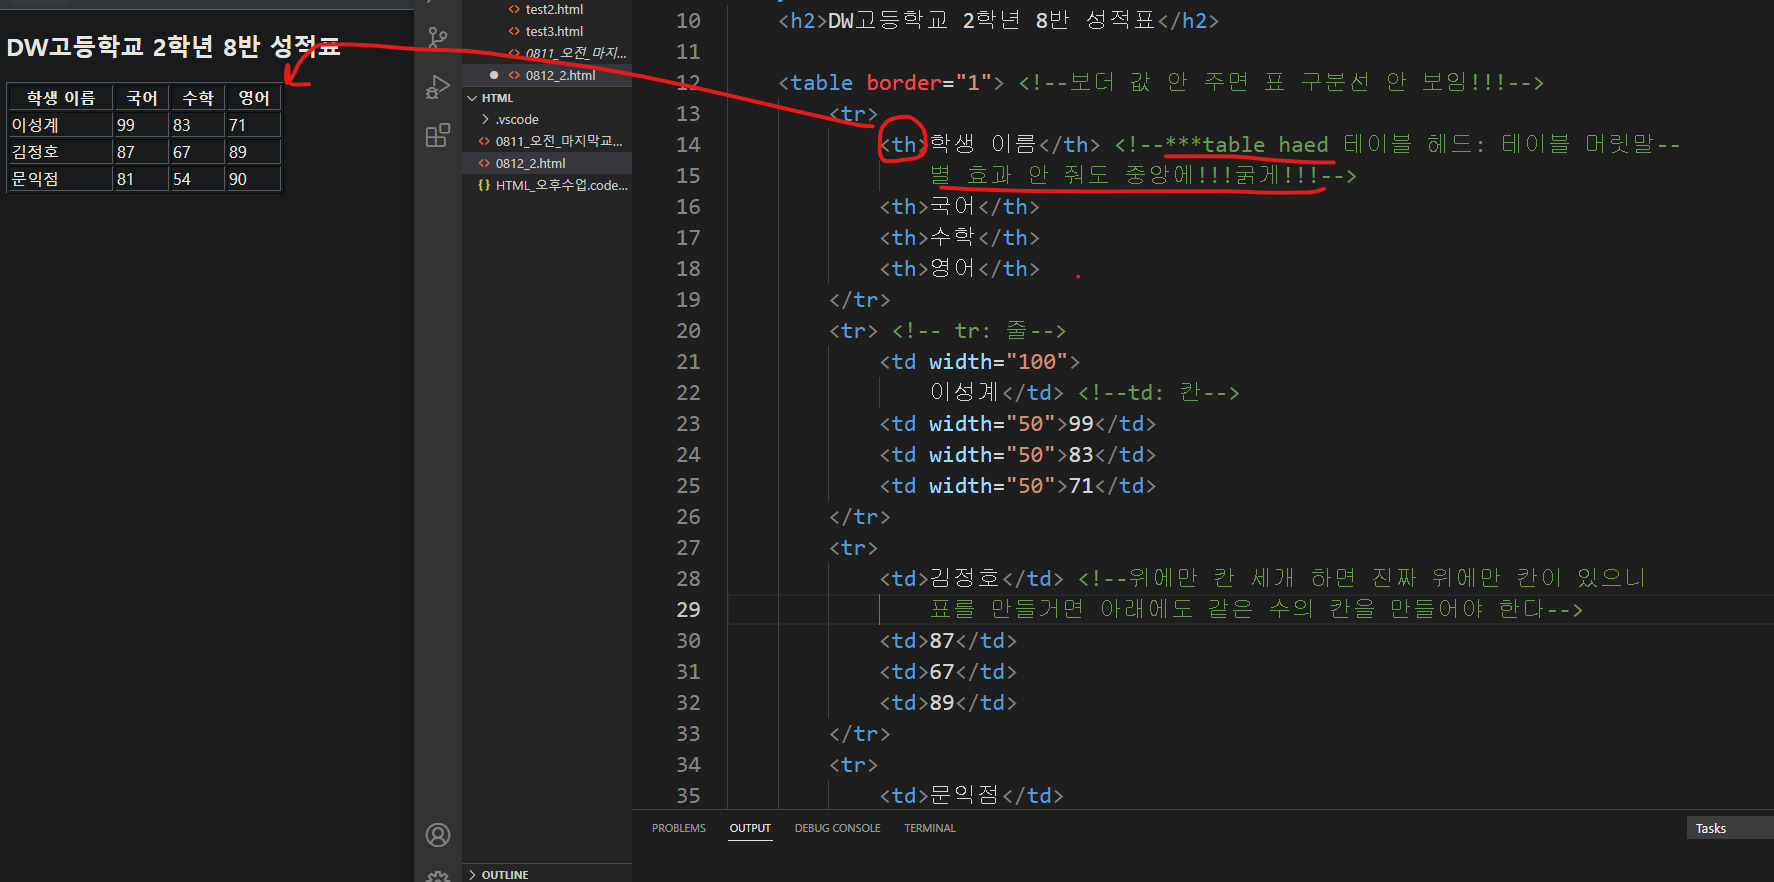 DW고등학교 2학년 8반 성적표
학생 이름 국어 수학 영어
이성계 99 83 71
김정호 87 67 89
문익점 81 54 90
test2.html
test3.html
0811_오전_마지...
0812_2.html
HTML
.vscode
0811_오전_마지막교...
0812_2.html
HTML_오후수업.code...
OUTLINE
10 <h2>DW고등학교 2학년 8반 성적표</h2>
11
12 <table border="1"> <!--보더 값 안 주면 표 구분선 안 보임!!!-->
13 <tr>
14 <th>학생 이름</th> <!--***table haed 테이블 헤드: 테이블 머릿말--
15 별 효과 안 줘도 중앙에!!!굵게!!!-->
16 <th>국어</th>
17 <th>수학</th>
18 <th>영어</th>
19 </tr>
20 <tr> <!-- tr: 줄-->
21 <td width="100">
22 이성계</td> <!--td: 칸-->
23 <td width="50">99</td>
24 <td width="50">83</td>
25 <td width="50">71</td>
26 </tr>
27 <tr>
28 <td>김정호</td> <!--위에만 칸 세개 하면 진짜 위에만 칸이 있으니
29 표를 만들거면 아래에도 같은 수의 칸을 만들어야 한다-->
30 <td>87</td>
31 <td>67</td>
32 <td>89</td>
33 </tr>
34 <tr>
35 <td>문익점</td>
PROBLEMS OUTPUT DEBUG CONSOLE TERMINAL Tasks